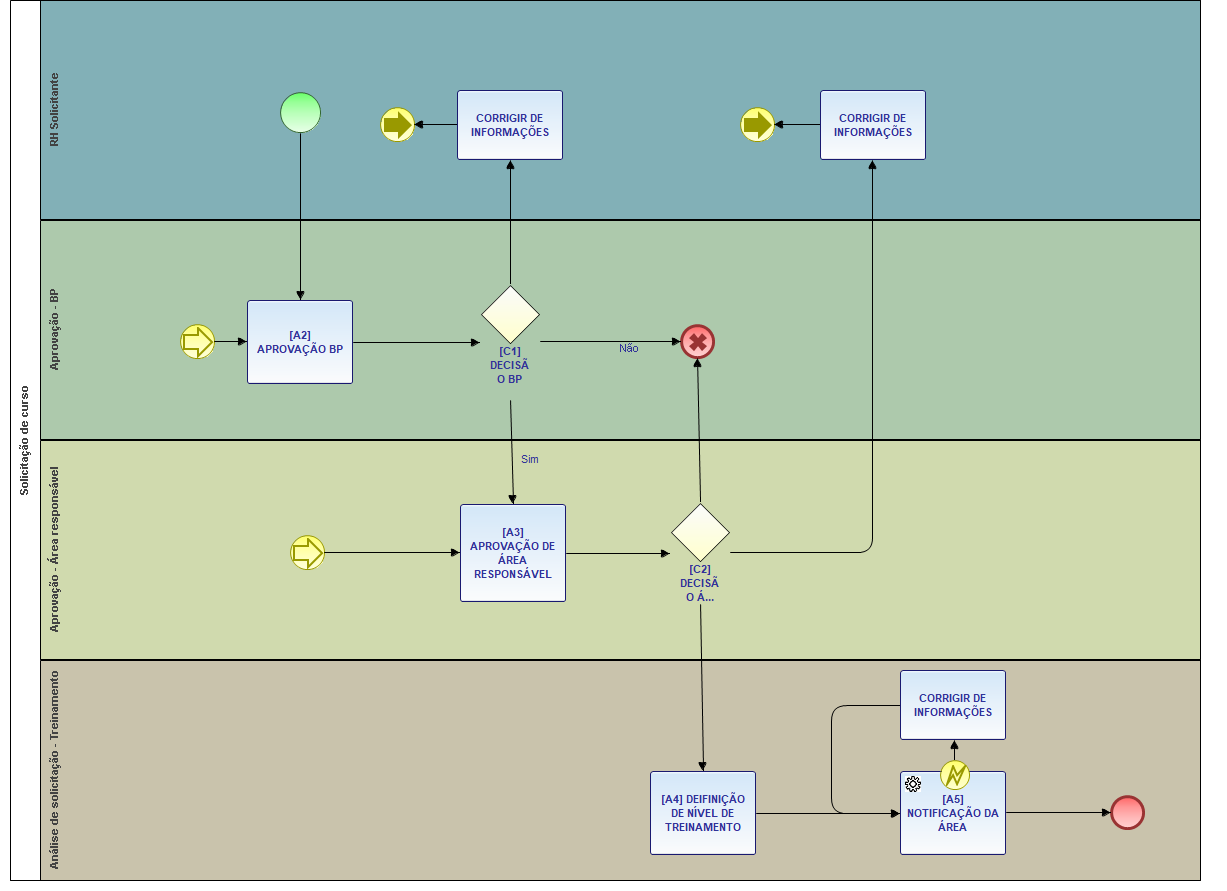 Solicitação de curso
RH Solicitante
CORRIGIR DE
INFORMAÇÕES
CORRIGIR DE
INFORMAÇÕES
Aprovação - BP
[A2]
APROVAÇÃO BP
[C1]
DECISÃ
O BP
Não
Sim
Aprovação - Área responsável
[A3]
APROVAÇÃO DE
ÁREA
RESPONSÁVEL
[C2]
DECISÃ
O Á...
Análise de solicitação - Treinamento
CORRIGIR DE
INFORMAÇÕES
[A4] DEIFINIÇÃO
DE NÍVEL DE
TREINAMENTO
[A5]
NOTIFICAÇÃO DA
ÁREA